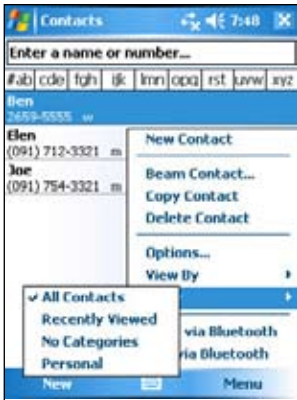 Contacts 7:48
Enter a name or number...
#ab cde fgh ijk lmn opq rst uvw xyz
Ben
2659-5555 w
Elen
(091) 712-3321 m
Joe
(091) 754-3321 m
New Contact
Beam Contact...
Copy Contact
Delete Contact
Options...
View By
All Contacts
Recently Viewed
No Categories
Personal
via Bluetooth
via Bluetooth
New Menu